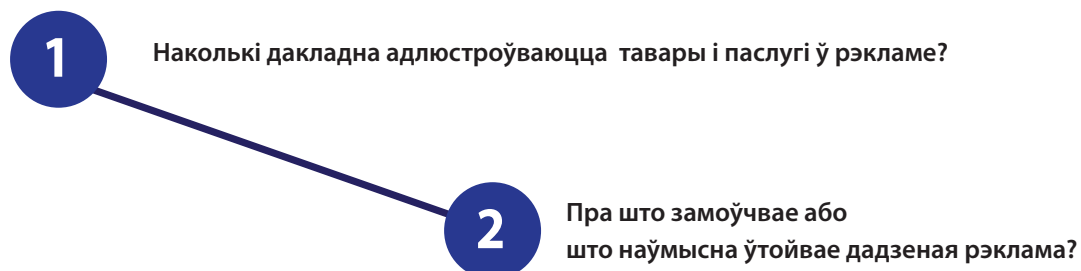 1
Наколькі дакладна адлюстроўваюцца тавары і паслугі ў рэкламе?
2
Пра што замоўчвае або
што наўмысна ўтойвае дадзеная рэклама?